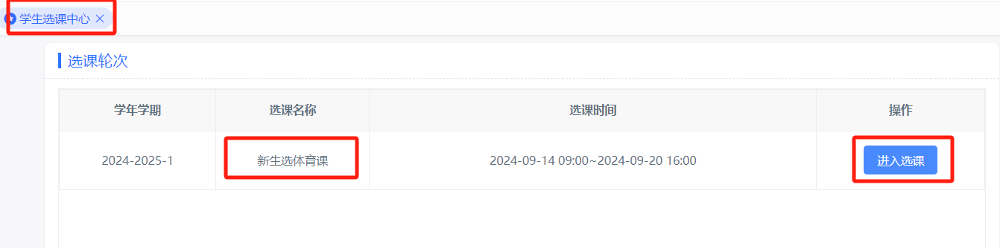 学生选课中心
选课轮次
学年学期 选课名称 选课时间 操作
2024-2025-1 新生选体育课 2024-09-14 09:00~2024-09-20 16:00 进入选课